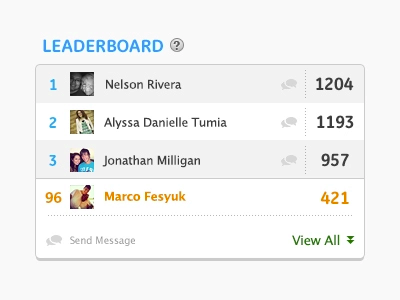 LEADERBOARD ?
1 Nelson Rivera 1204
2 Alyssa Danielle Tumia 1193
3 Jonathan Milligan 957
96 Marco Fesyuk 421
Send Message View All